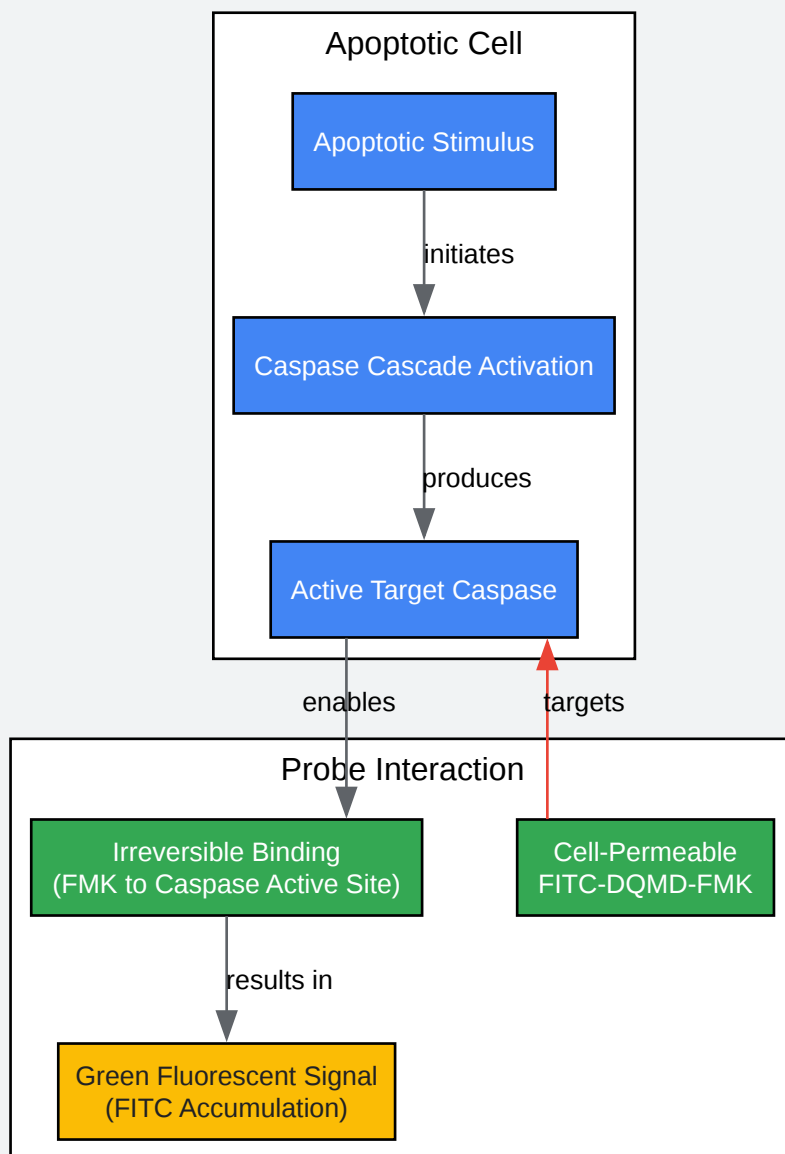 Apoptotic Cell
Apoptotic Stimulus
initiates
Caspase Cascade Activation
produces
Active Target Caspase
enables
targets
Probe Interaction
Irreversible Binding
(FMK to Caspase Active Site)
Cell-Permeable
FITC-DQMD-FMK
results in
Green Fluorescent Signal
(FITC Accumulation)